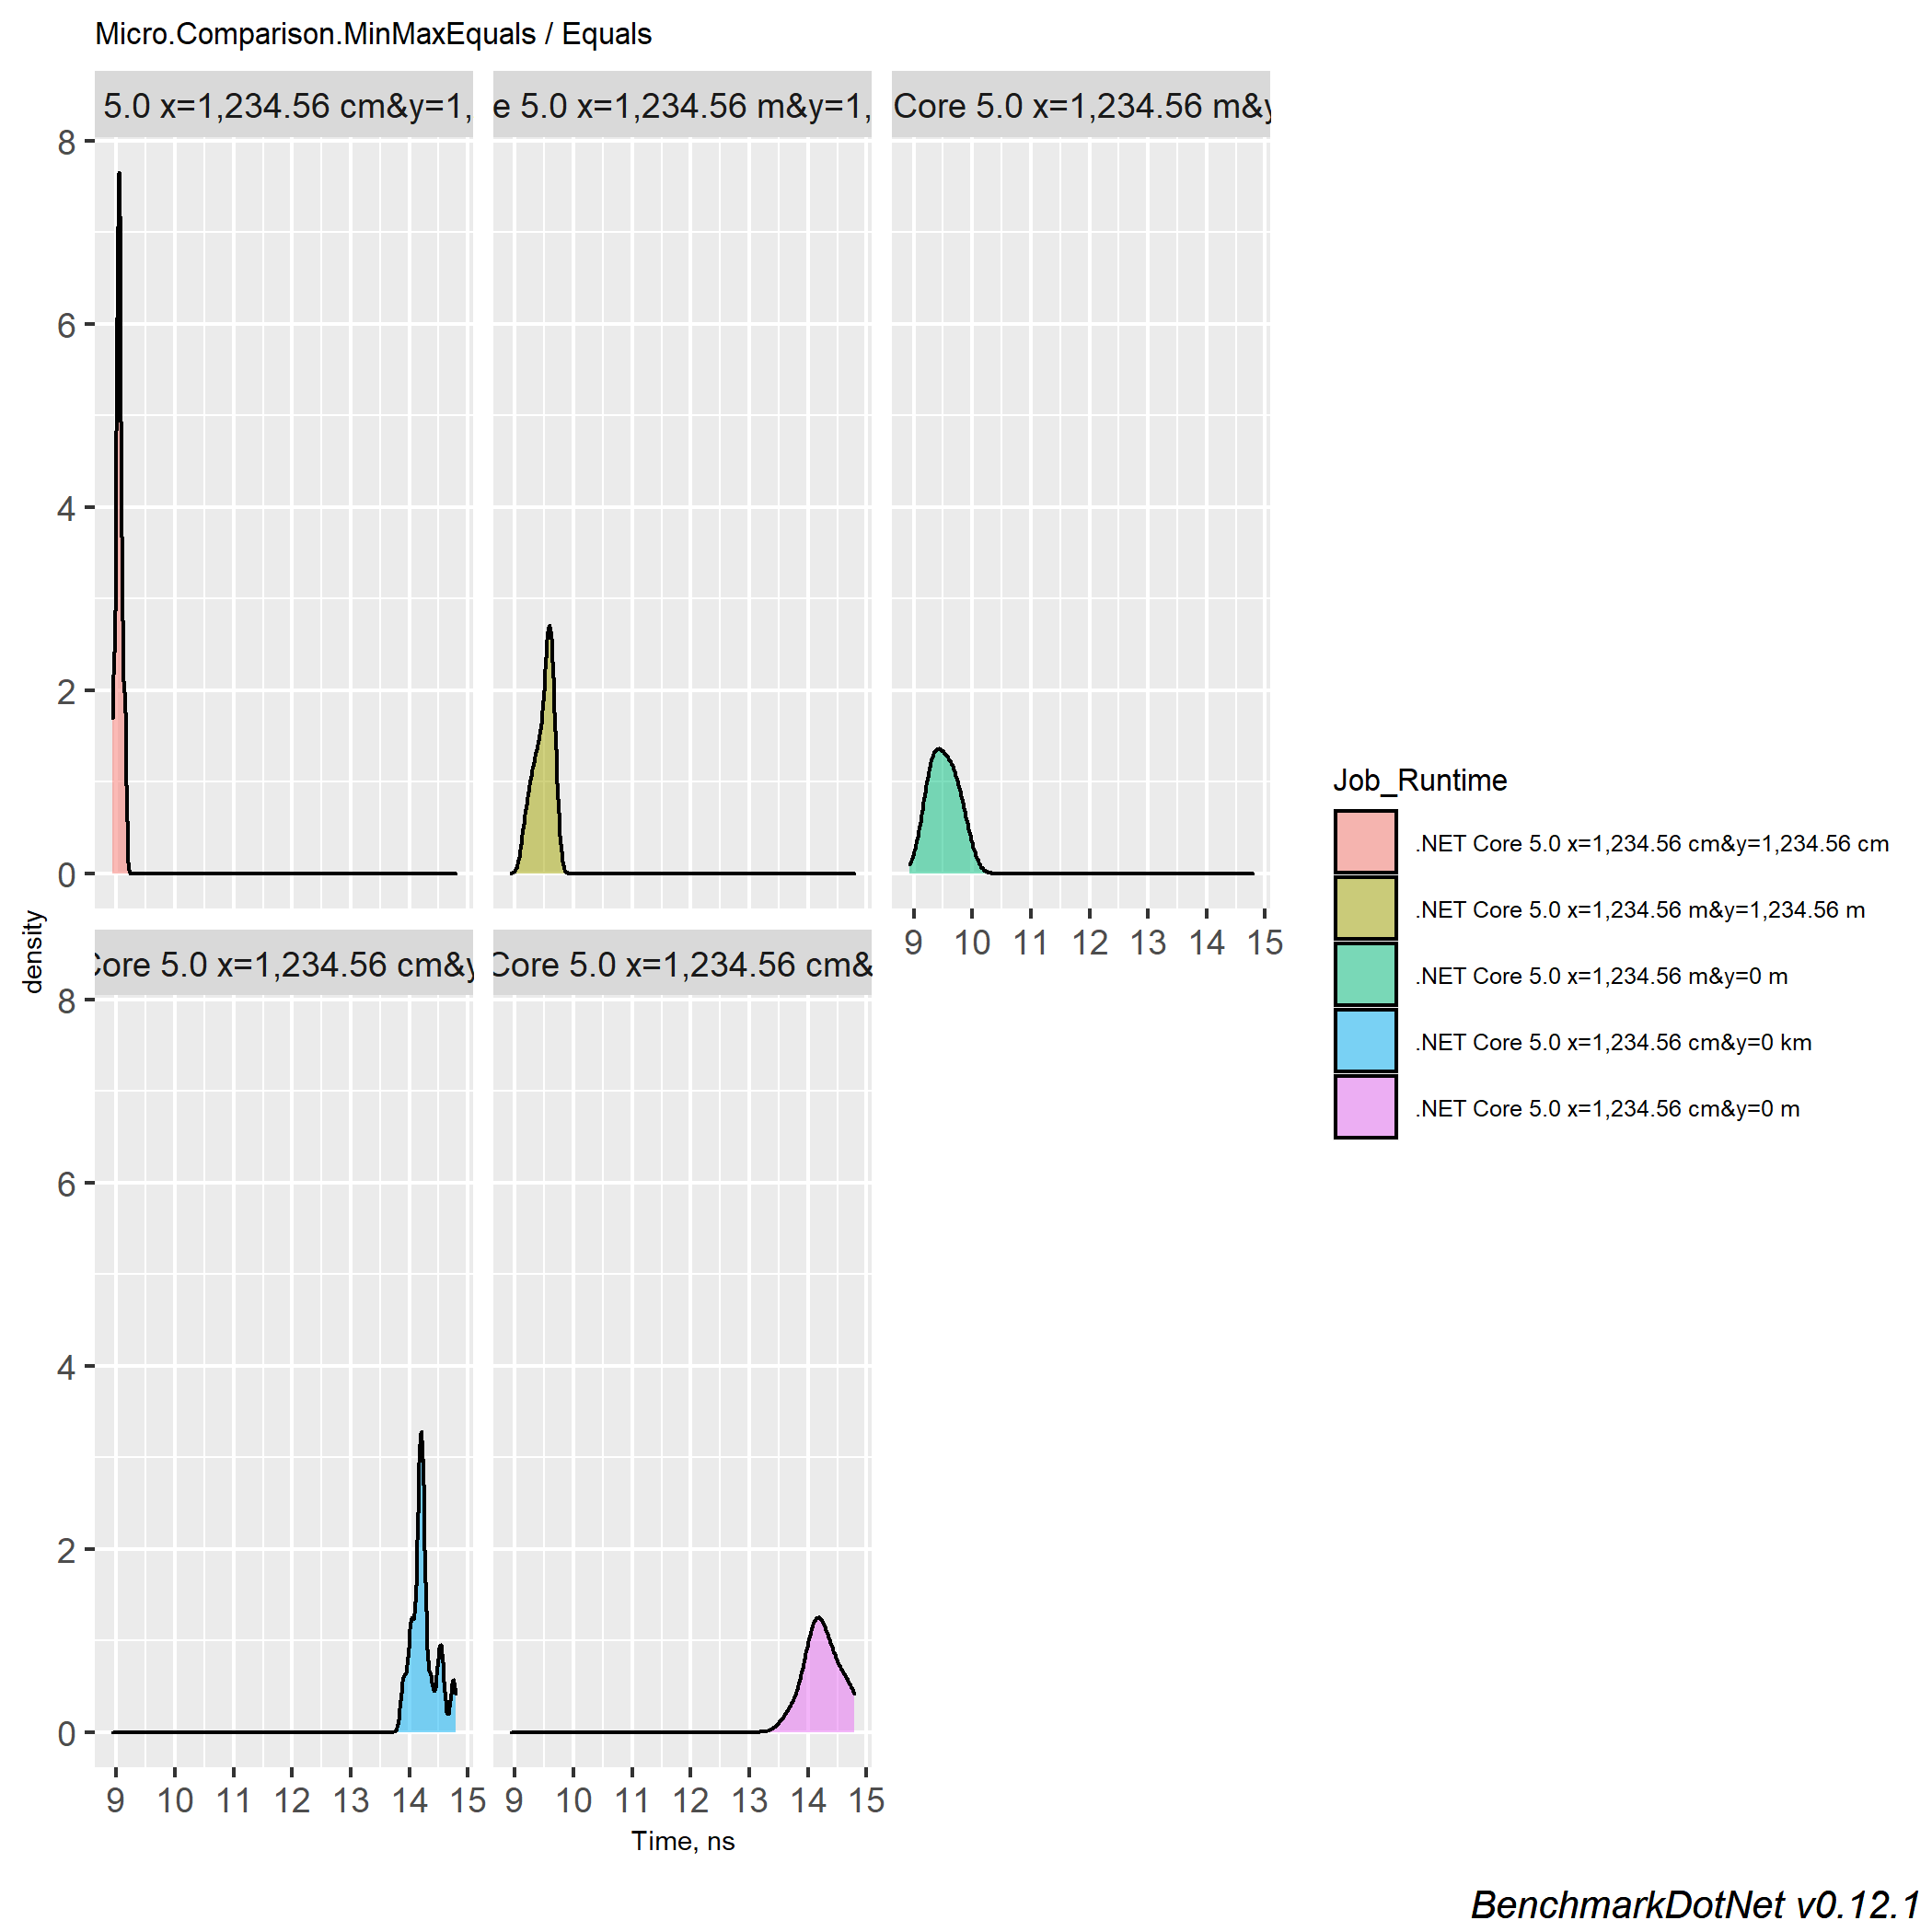 Micro.Comparison.MinMaxEquals / Equals
5.0 x=1,234.56 cm&y=1,
e 5.0 x=1,234.56 m&y=1,
Core 5.0 x=1,234.56 m&y
8
6
4
2
0
9 10 11 12 13 14 15
density
Core 5.0 x=1,234.56 cm&y
Core 5.0 x=1,234.56 cm&
8
6
4
2
0
9 10 11 12 13 14 15
9 10 11 12 13 14 15
Time, ns
Job_Runtime
.NET Core 5.0 x=1,234.56 cm&y=1,234.56 cm
.NET Core 5.0 x=1,234.56 m&y=1,234.56 m
.NET Core 5.0 x=1,234.56 m&y=0 m
.NET Core 5.0 x=1,234.56 cm&y=0 km
.NET Core 5.0 x=1,234.56 cm&y=0 m
BenchmarkDotNet v0.12.1